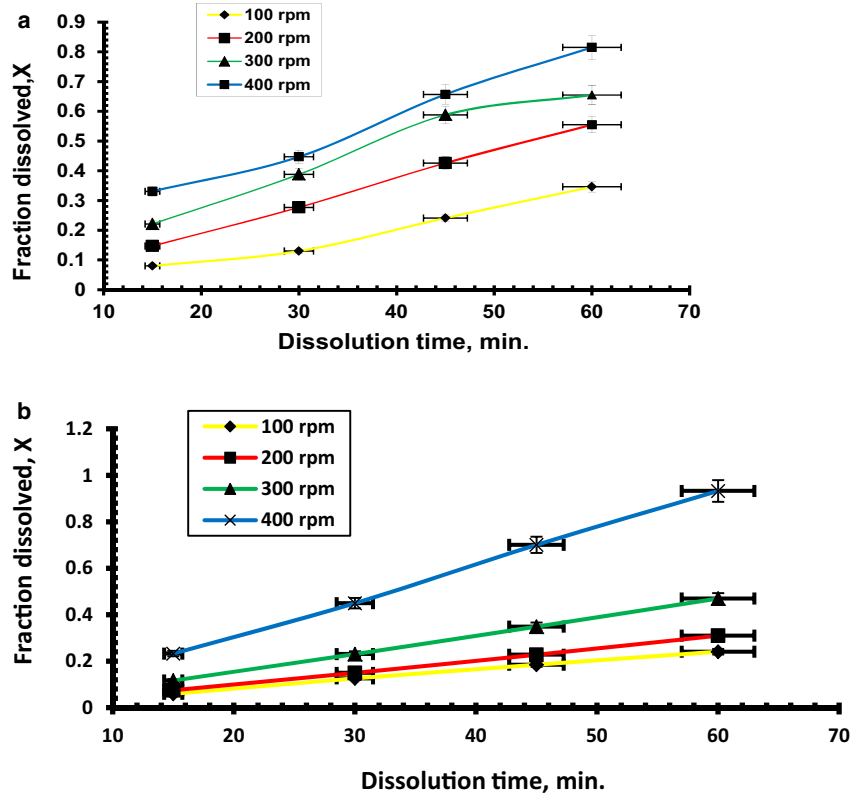 a
100 rpm
200 rpm
300 rpm
400 rpm
Fraction dissolved,X
0.9
0.8
0.7
0.6
0.5
0.4
0.3
0.2
0.1
0
10 20 30 40 50 60 70
Dissolution time, min.
b
100 rpm
200 rpm
300 rpm
400 rpm
Fraction dissolved, X
1.2
1
0.8
0.6
0.4
0.2
0
10 20 30 40 50 60 70
Dissolution time, min.